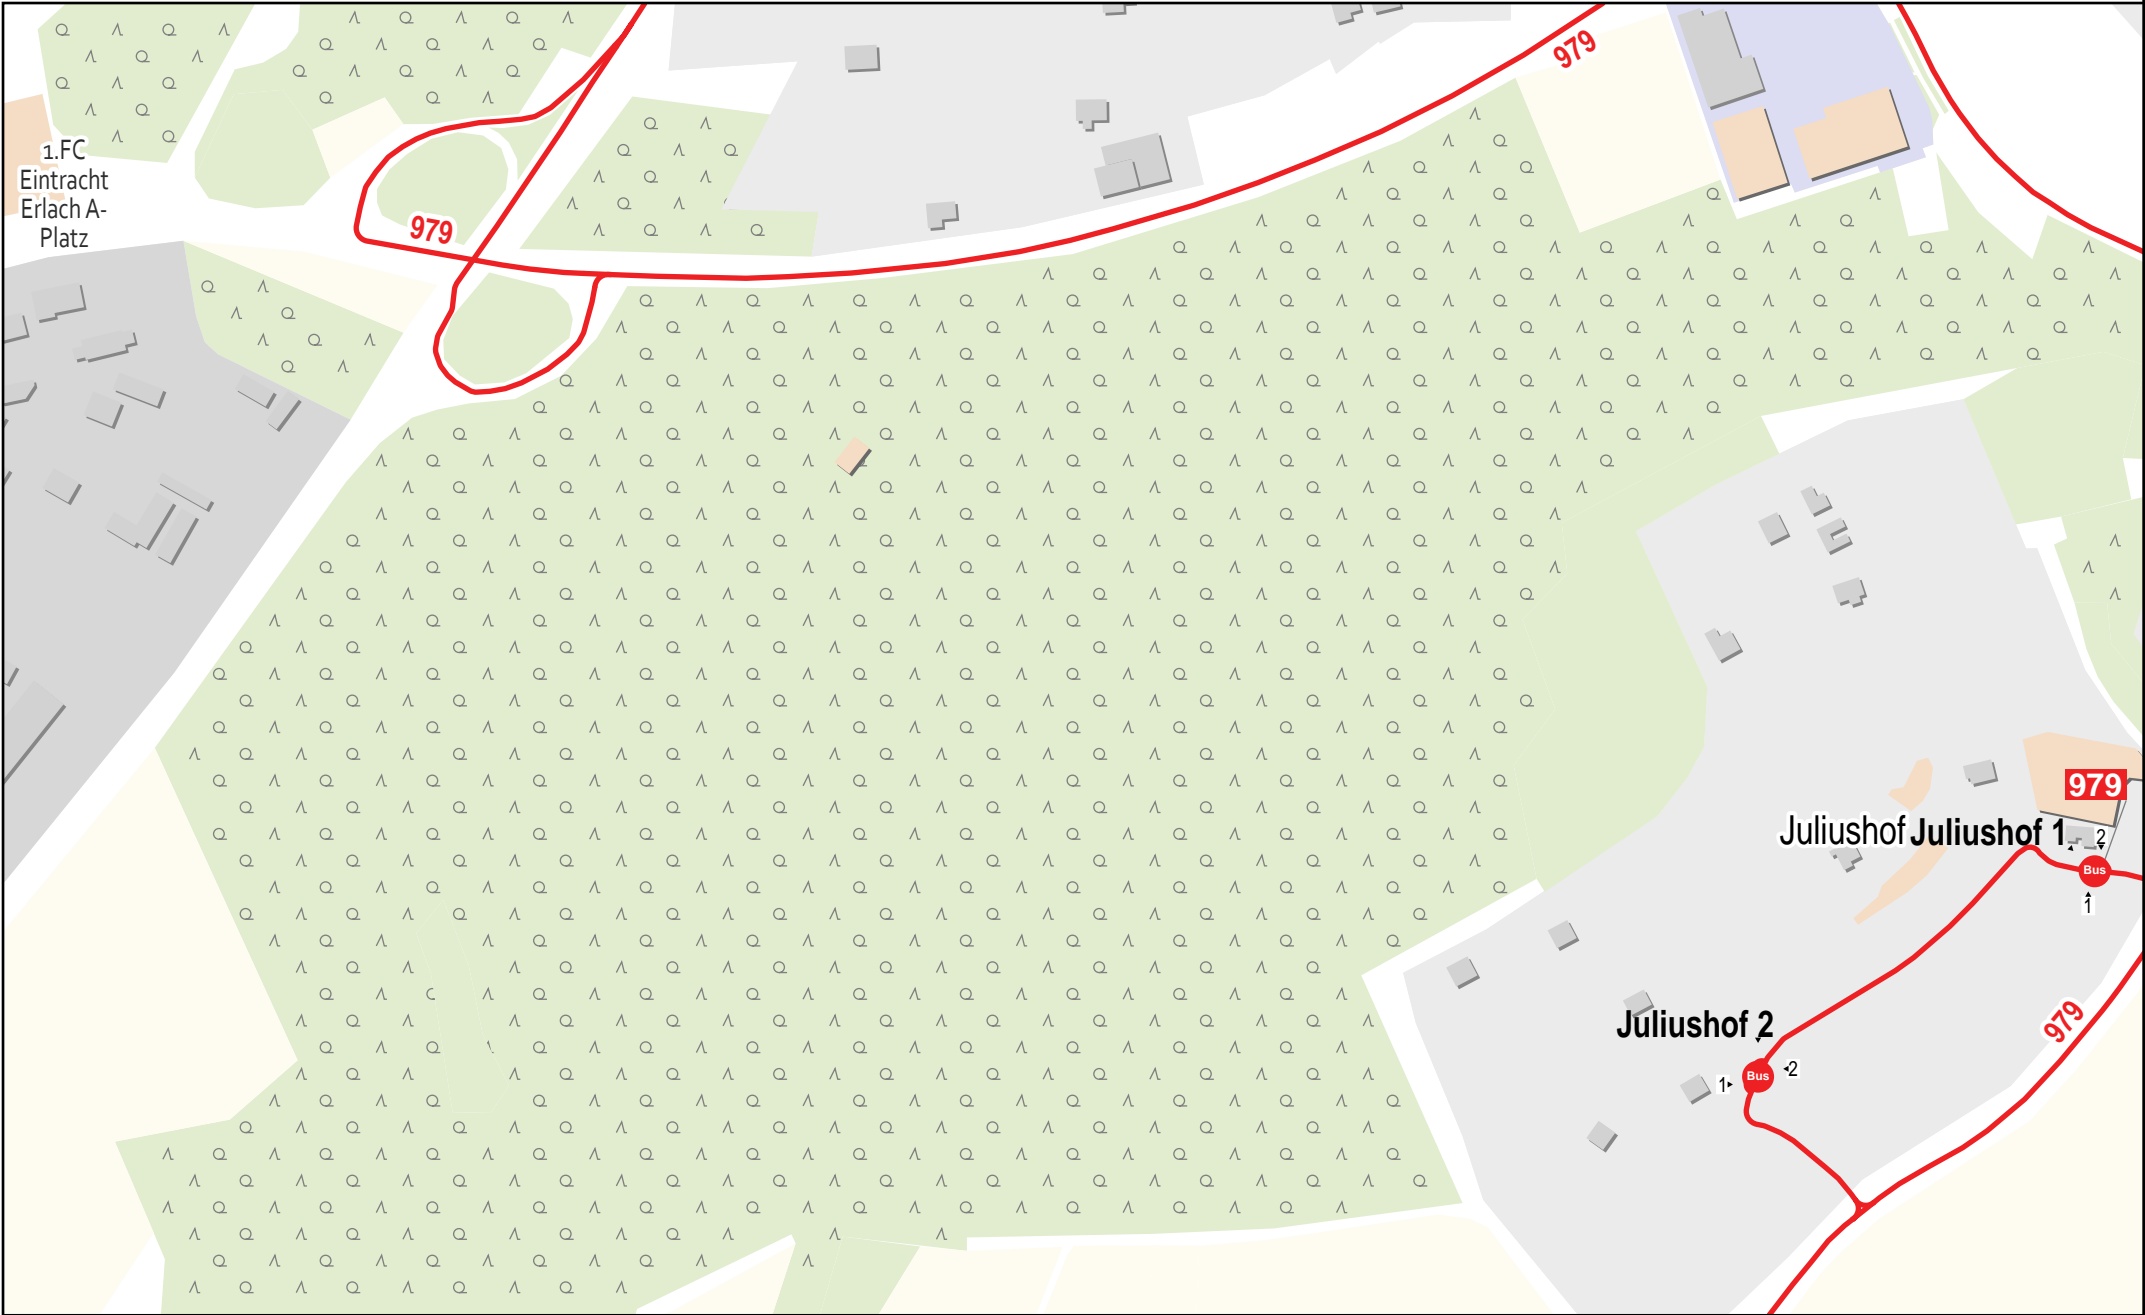 979
1.FC
Eintracht
Erlach A-
Platz
979
979
Juliushof
Juliushof 1
2
Bus
1
979
Juliushof 2
1
Bus
2